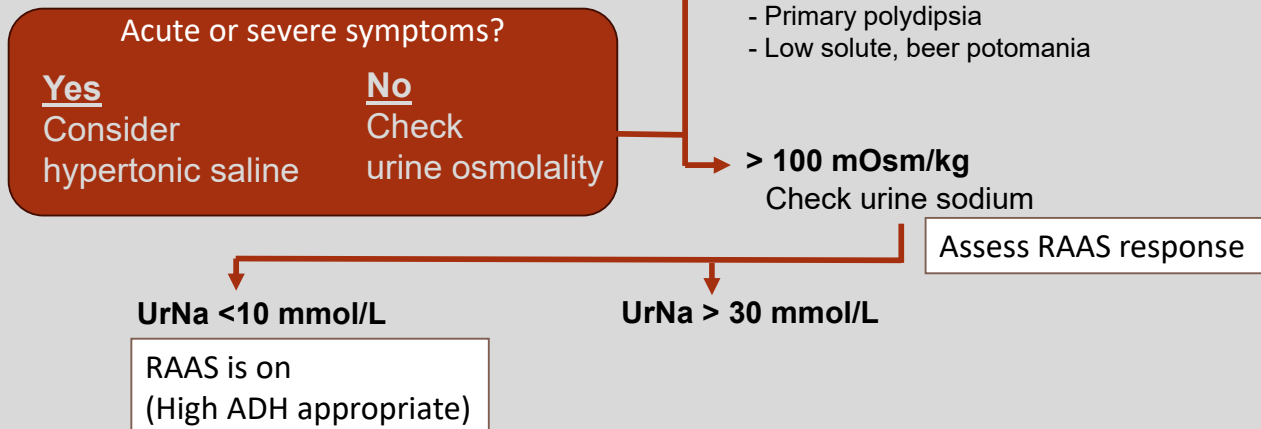 - Primary polydipsia
- Low solute, beer potomania
Acute or severe symptoms?
Yes
Consider
hypertonic saline
No
Check
urine osmolality
> 100 mOsm/kg
Check urine sodium
Assess RAAS response
UrNa <10 mmol/L
UrNa > 30 mmol/L
RAAS is on
(High ADH appropriate)